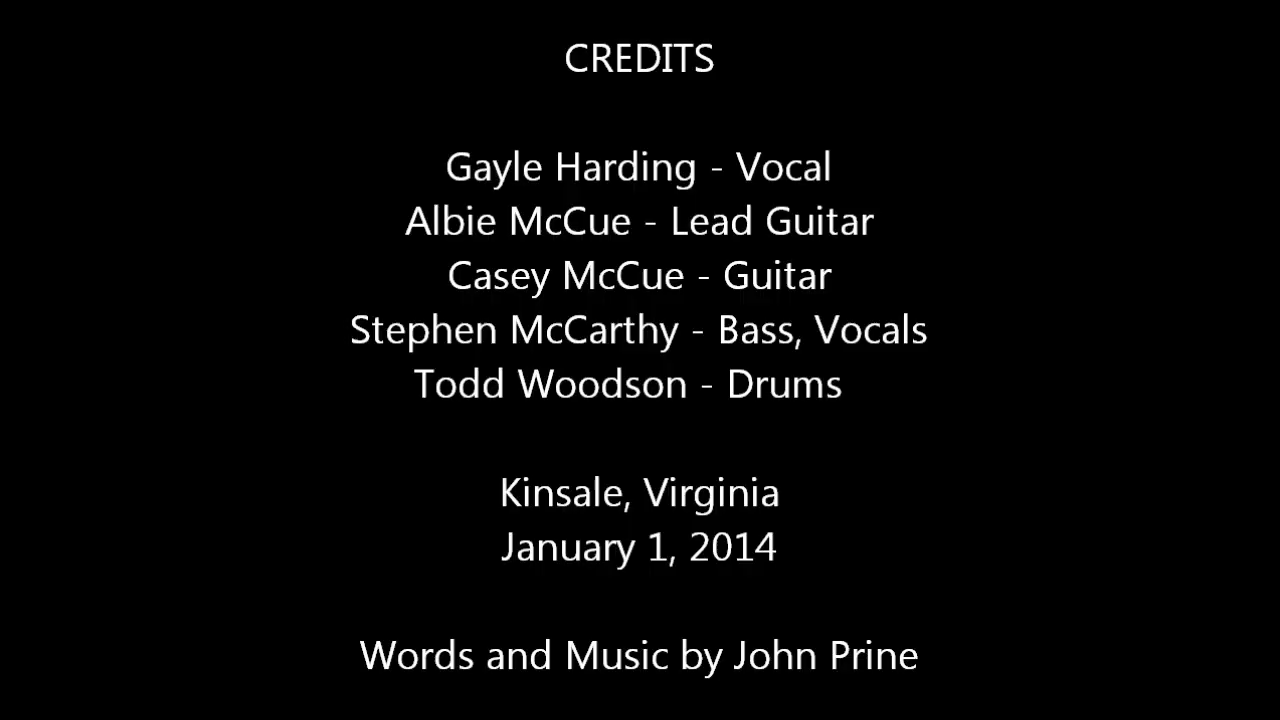 CREDITS
Gayle Harding - Vocal
Albie McCue - Lead Guitar
Casey McCue - Guitar
Stephen McCarthy - Bass, Vocals
Todd Woodson - Drums
Kinsale, Virginia
January 1, 2014
Words and Music by John Prine